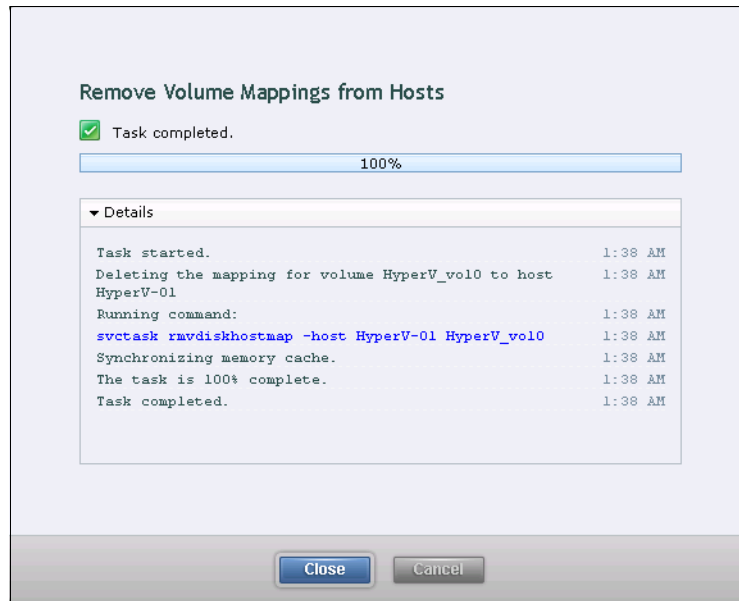 Remove Volume Mappings from Hosts
Task completed.
100%
Details
Task started. 1:38 AM
Deleting the mapping for volume HyperV_vol0 to host 1:38 AM
HyperV-01
Running command: 1:38 AM
svctask rmvdiskhostmap -host HyperV-01 HyperV_vol0 1:38 AM
Synchronizing memory cache. 1:38 AM
The task is 100% complete. 1:38 AM
Task completed. 1:38 AM
Close Cancel